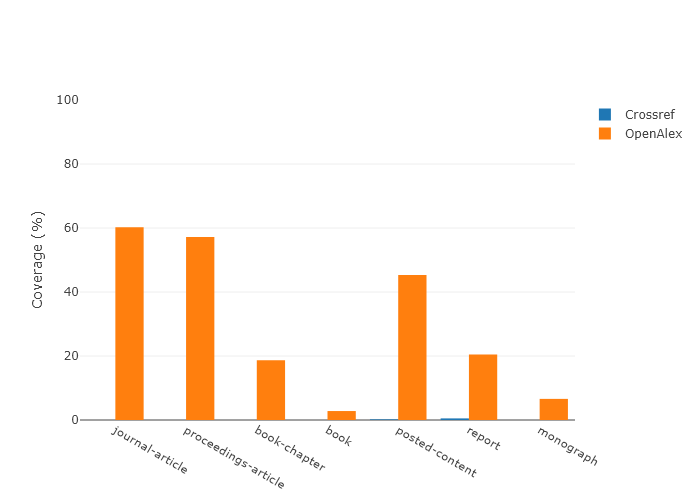 100
80
60
40
20
0
Coverage (%)
journal-article
proceedings-article
book-chapter
book
posted-content
report
monograph
Crossref
OpenAlex